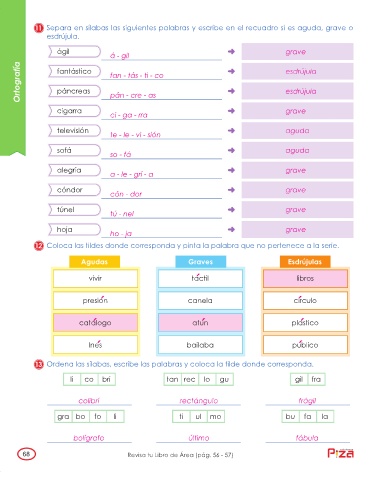 11 Separa en sílabas las siguientes palabras y escribe en el recuadro si es aguda, grave o
esdrújula.
Ortografía
ágil á - gil grave
fantástico fan - tás - ti - co esdrújula
páncreas pán - cre - as esdrújula
cigarra ci - ga - rra grave
televisión te - le - vi - sión aguda
sofá so - fá aguda
alegría a - le - grí - a grave
cóndor cón - dor grave
túnel tú - nel grave
hoja ho - ja grave
12 Coloca las tildes donde corresponda y pinta la palabra que no pertenece a la serie.
Agudas Graves Esdrújulas
vivir táctil libros
presión canela círculo
catálogo atún plástico
Inés bailaba público
13 Ordena las sílabas, escribe las palabras y coloca la tilde donde corresponda.
li co bri tan rec lo gu gil fra
colibrí rectángulo frágil
gra bo fo li ti ul mo bu fa la
bolígrafo último fábula
68 Revisa tu Libro de Área (pág. 56 - 57)